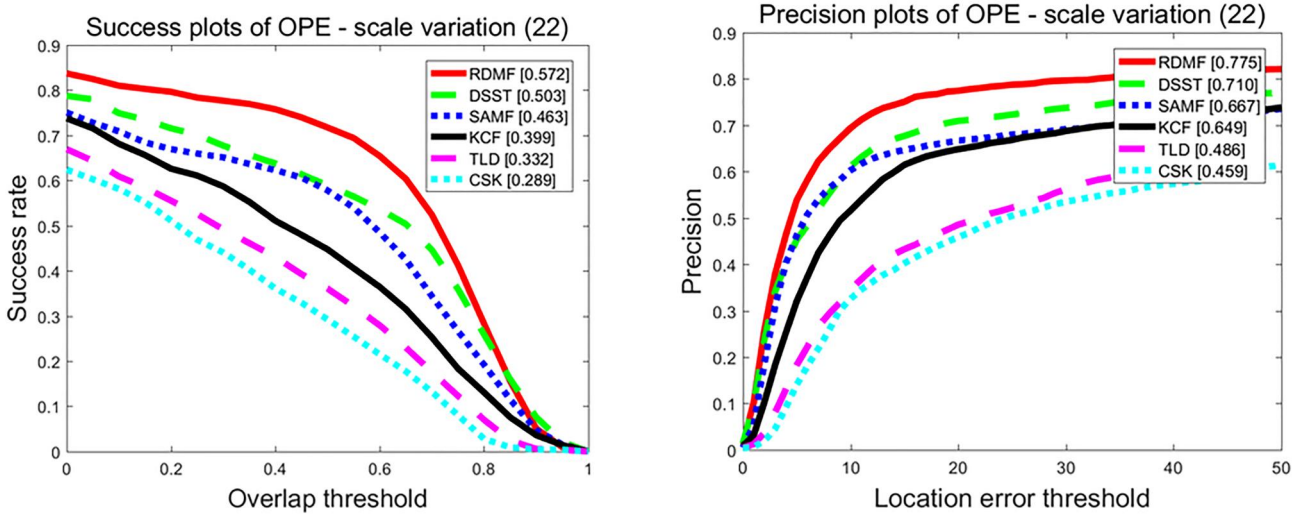 Success plots of OPE - scale variation (22)
0.9
0.8
0.7
0.6
0.5
0.4
0.3
0.2
0.1
0
Success rate
RDMF [0.572]
DSST [0.503]
SAMF [0.463]
KCF [0.399]
TLD [0.332]
CSK [0.289]
0 0.2 0.4 0.6 0.8 1
Overlap threshold
Precision plots of OPE - scale variation (22)
0.9
0.8
0.7
0.6
0.5
0.4
0.3
0.2
0.1
0
Precision
RDMF [0.775]
DSST [0.710]
SAMF [0.667]
KCF [0.649]
TLD [0.486]
CSK [0.459]
0 10 20 30 40 50
Location error threshold